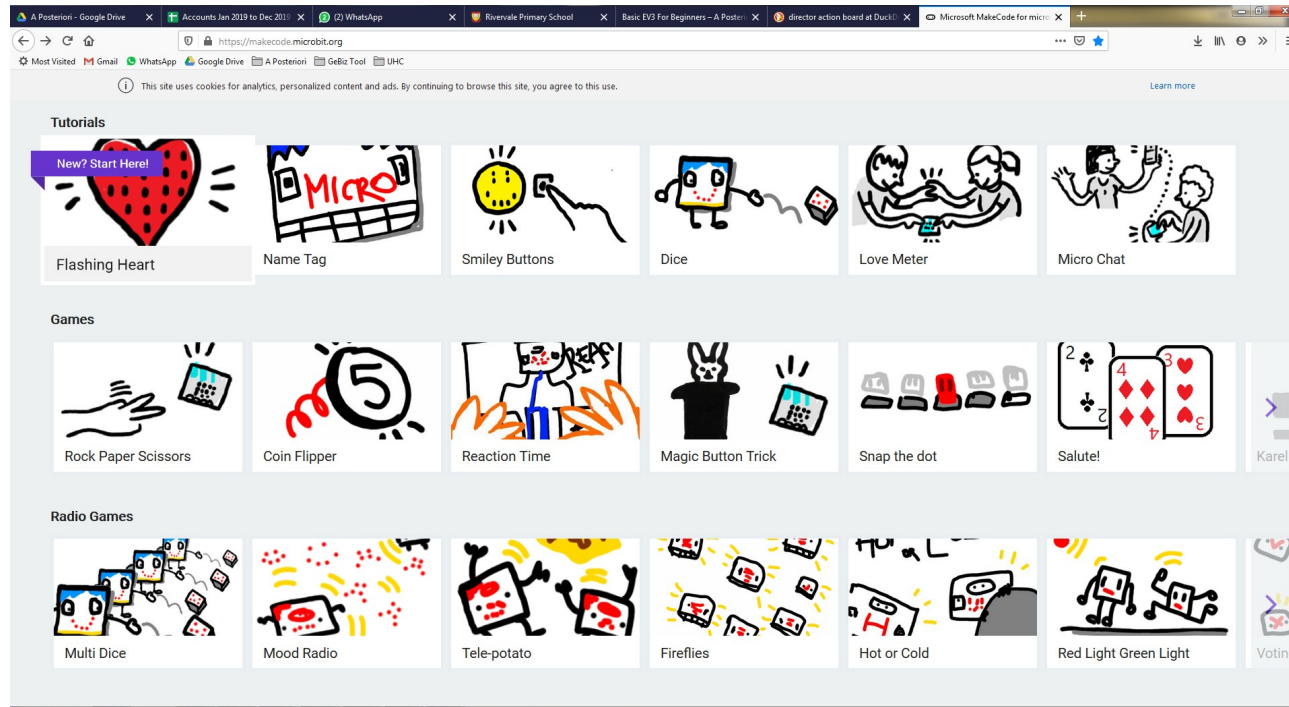 A Posteriori - Google Drive
Accounts Jan 2019 to Dec 2019
(2) WhatsApp
Rivervale Primary School
Basic EV3 For Beginners – A Posteri
director action board at DuckD
Microsoft MakeCode for micro
https://makecode.microbit.org
Most Visited Gmail WhatsApp Google Drive A Posteriori GeBiz Tool UHC
This site uses cookies for analytics, personalized content and ads. By continuing to browse this site, you agree to this use. Learn more
Tutorials
New? Start Here!
MICRO
Flashing Heart
Name Tag
Smiley Buttons
Dice
Love Meter
Micro Chat
Games
5
REAC
2
2
4
4
3
3
Rock Paper Scissors
Coin Flipper
Reaction Time
Magic Button Trick
Snap the dot
Salute!
Karel
Radio Games
H
Multi Dice
Mood Radio
Tele-potato
Fireflies
Hot or Cold
Red Light Green Light
Votin